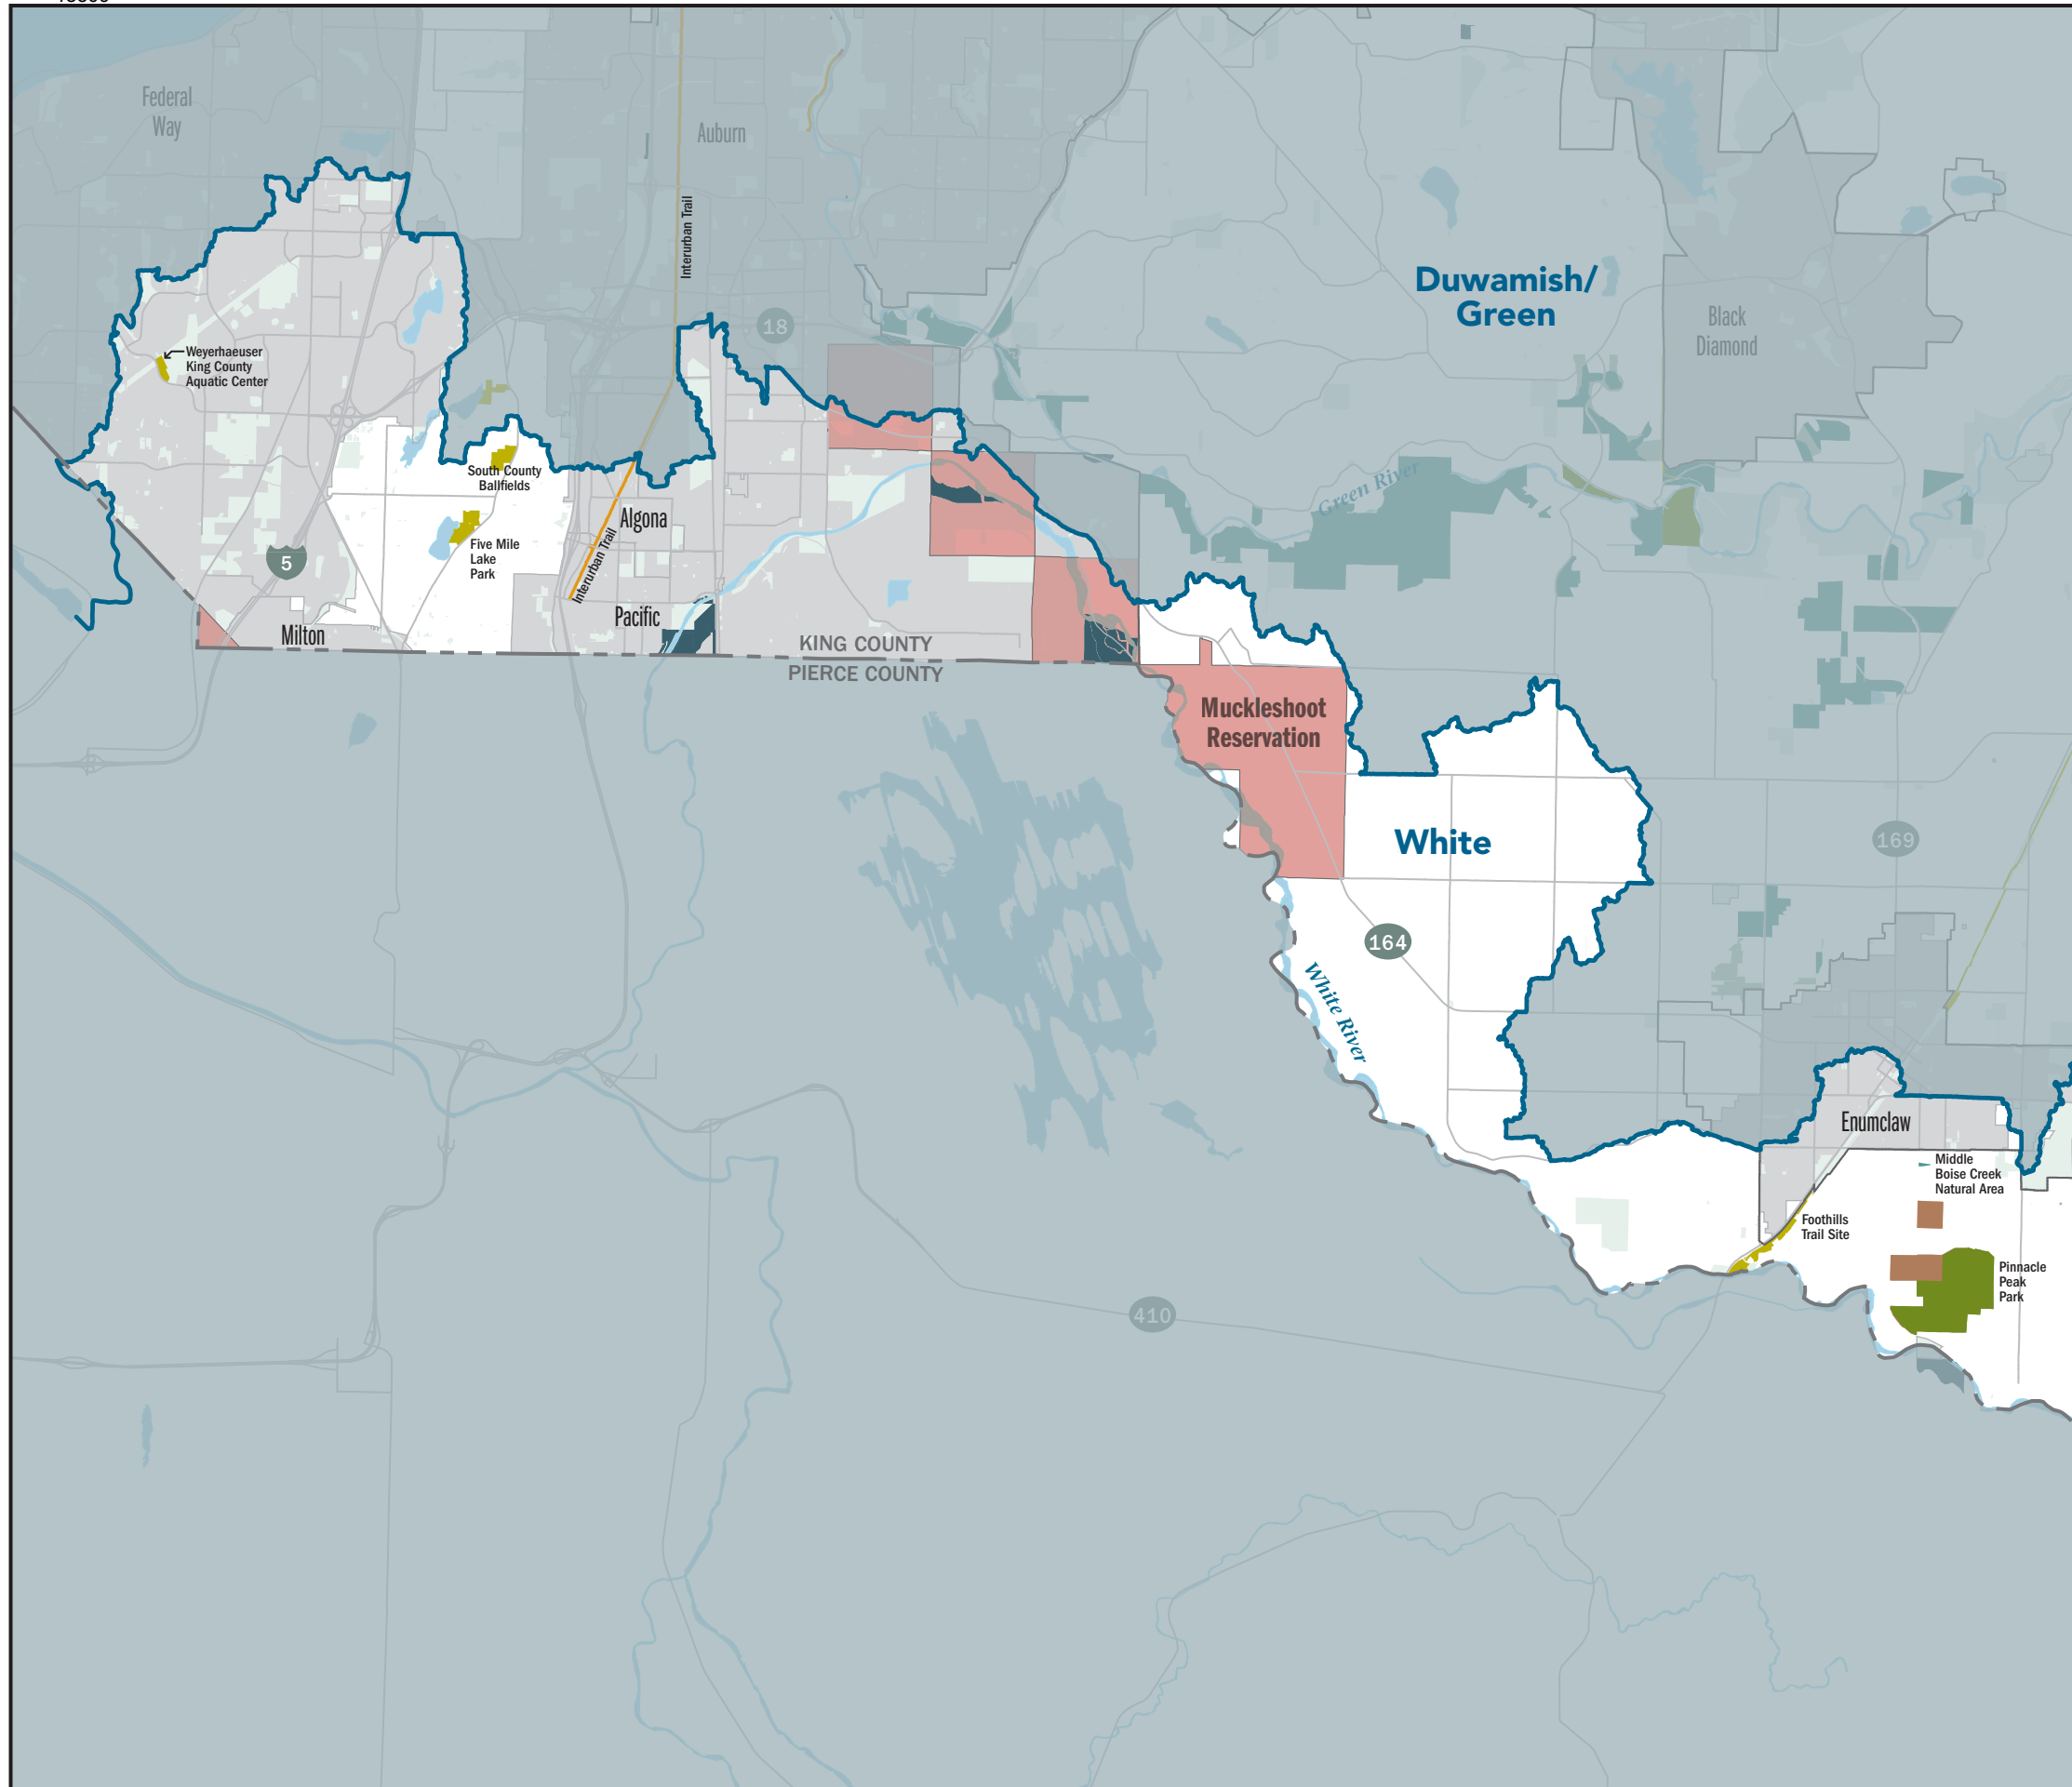 Federal
Way
Auburn
Interurban Trail
18
Duwamish/
Green
Black
Diamond
Weyerhaeuser
King County
Aquatic Center
South County
Ballfields
Green River
Algona
Five Mile
Lake
Park
5
Interurban Trail
Pacific
Milton
KING COUNTY
PIERCE COUNTY
Muckleshoot
Reservation
White
169
164
White River
Enumclaw
Middle
Boise Creek
Natural Area
Foothills
Trail Site
Pinnacle
Peak
Park
410